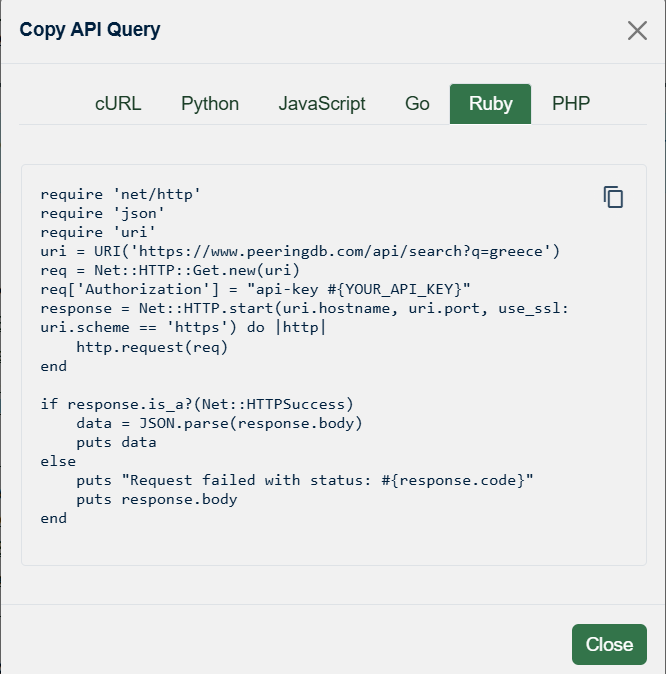 Copy API Query
cURL Python JavaScript Go Ruby PHP
require 'net/http'
require 'json'
require 'uri'
uri = URI('https://www.peeringdb.com/api/search?q=greece')
req = Net::HTTP::Get.new(uri)
req['Authorization'] = "api-key #{YOUR_API_KEY}"
response = Net::HTTP.start(uri.hostname, uri.port, use_ssl:
uri.scheme == 'https') do |http|
    http.request(req)
end

if response.is_a?(Net::HTTPSuccess)
    data = JSON.parse(response.body)
    puts data
else
    puts "Request failed with status: #{response.code}"
    puts response.body
end
Close